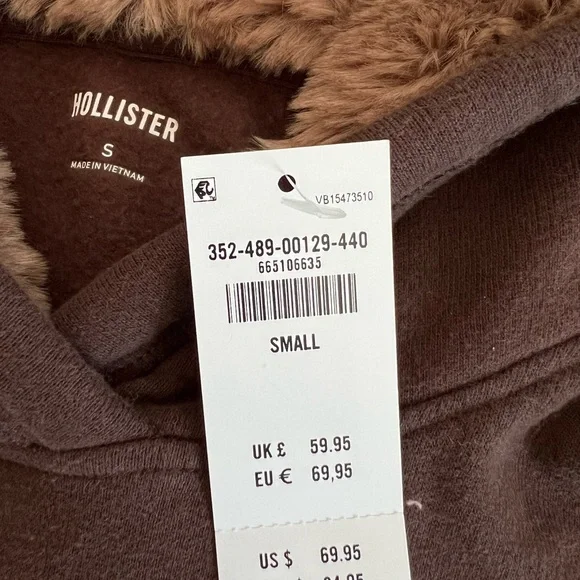 HOLLISTER
S
MADE IN VIETNAM
VB15473510
352-489-00129-440
665106635
SMALL
UK £ 59.95
EU € 69,95
US $ 69.95